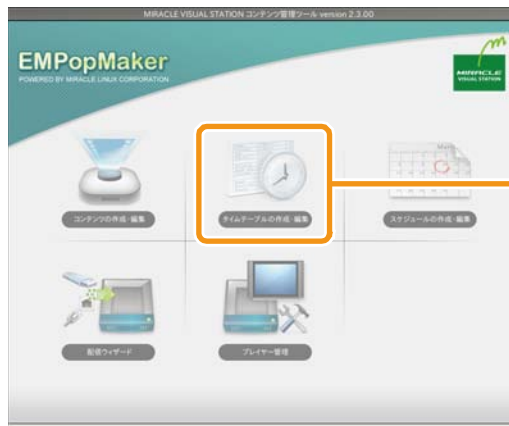 MIRACLE VISUAL STATION コンテンツ管理ツール version 2.3.00
EMPopMaker
POWERED BY MIRACLE LINUX CORPORATION
m
MIRACLE
VISUAL STATION
コンテンツの作成・編集
タイムテーブルの作成・編集
スケジュールの作成・編集
配信ウィザード
プレイヤー管理